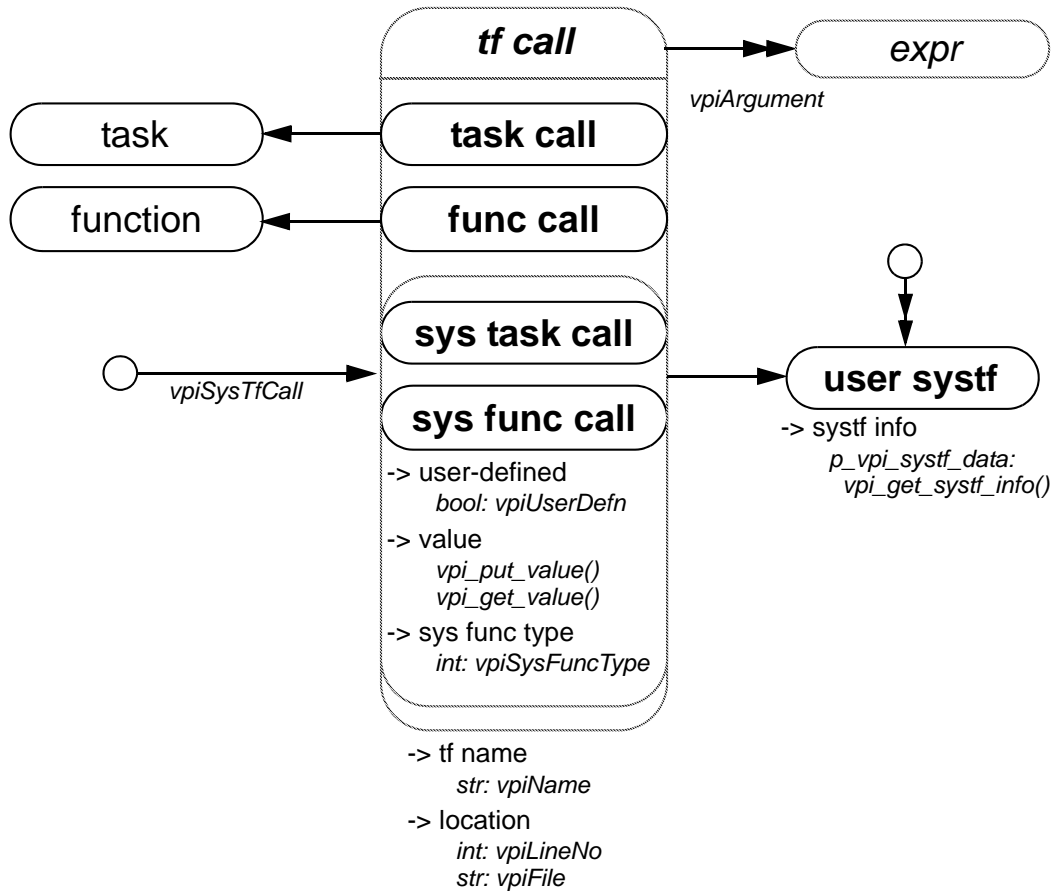 tf call
expr
vpiArgument
task
task call
function
func call
sys task call
vpiSysTfCall
user systf
sys func call
-> systf info
p_vpi_systf_data:
vpi_get_systf_info()
-> user-defined
bool: vpiUserDefn
-> value
vpi_put_value()
vpi_get_value()
-> sys func type
int: vpiSysFuncType
-> tf name
str: vpiName
-> location
int: vpiLineNo
str: vpiFile